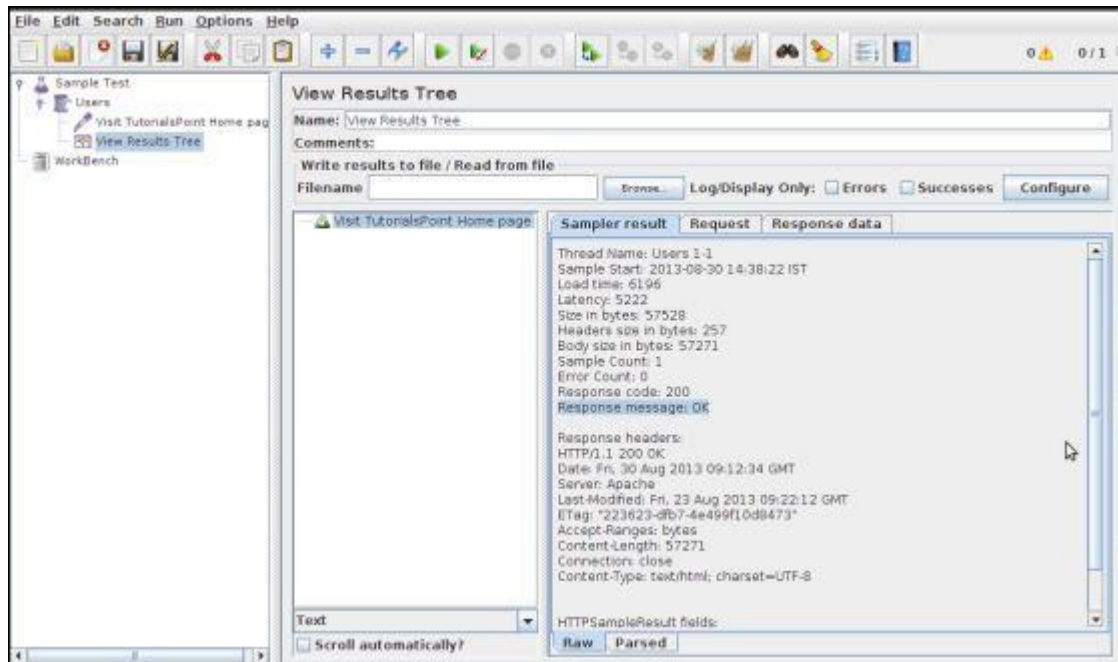 File Edit Search Run Options Help
0 0/1
Sample Test
Users
Visit TutorialsPoint Home pag
View Results Tree
WorkBench
View Results Tree
Name: View Results Tree
Comments:
Write results to file / Read from file
Filename Browse... Log/Display Only: Errors Successes Configure
Visit TutorialsPoint Home page
Text
Scroll automatically?
Sampler result Request Response data
Thread Name: Users 1-1
Sample Start: 2013-08-30 14:38:22 IST
Load time: 6196
Latency: 5222
Size in bytes: 57528
Headers size in bytes: 257
Body size in bytes: 57271
Sample Count: 1
Error Count: 0
Response code: 200
Response message: OK
Response headers:
HTTP/1.1 200 OK
Date: Fri, 30 Aug 2013 09:12:34 GMT
Server: Apache
Last-Modified: Fri, 23 Aug 2013 09:22:12 GMT
ETag: "223623-dfb7-4e499f10d8473"
Accept-Ranges: bytes
Content-Length: 57271
Connection: close
Content-Type: text/html; charset=UTF-8
HTTPSampleResult fields:
Raw Parsed